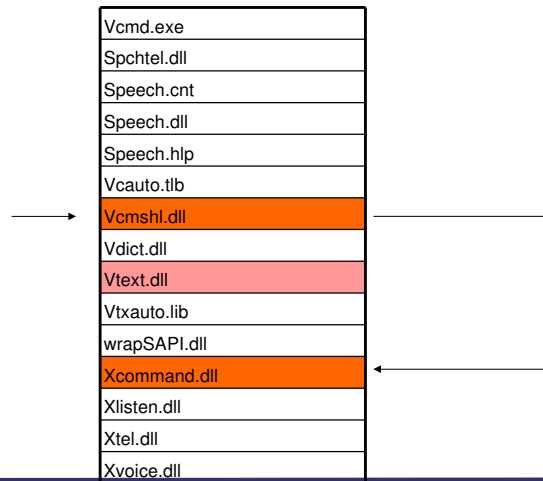 Vcmd.exe
Spchtel.dll
Speech.cnt
Speech.dll
Speech.hlp
Vcauto.tlb
Vcmshl.dll
Vdict.dll
Vtext.dll
Vtxauto.lib
wrapSAPI.dll
Xcommand.dll
Xlisten.dll
Xtel.dll
Xvoice.dll